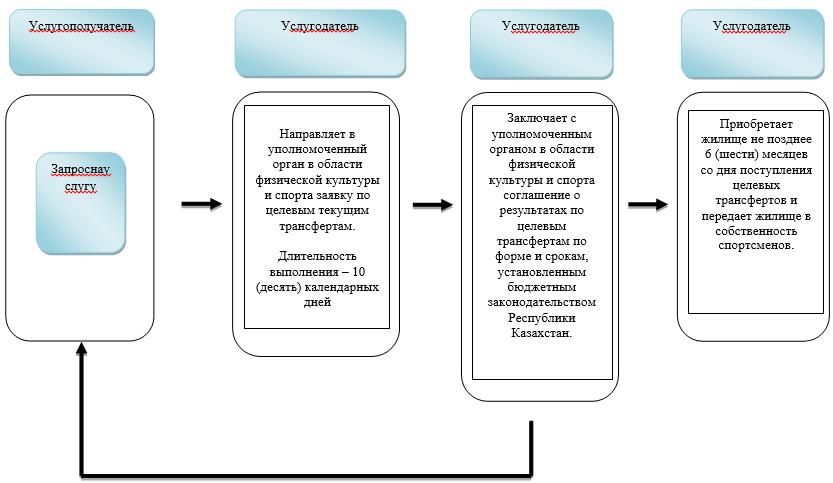 Услугополучатель
Услугодатель
Услугодатель
Услугодатель
Запроснау
слугу
Направляет в
уполномоченный
орган в области
физической культуры
и спорта заявку по
целевым текущим
трансфертам.
Длительность
выполнения – 10
(десять) календарных
дней
Заключает с
уполномоченным
органом в области
физической
культуры и спорта
соглашение о
результатах по
целевым
трансфертам по
форме и срокам,
установленным
бюджетным
законодательством
Республики
Казахстан.
Приобретает
жилище не позднее
6 (шести) месяцев
со дня поступления
целевых
трансфертов и
передает жилище в
собственность
спортсменов.